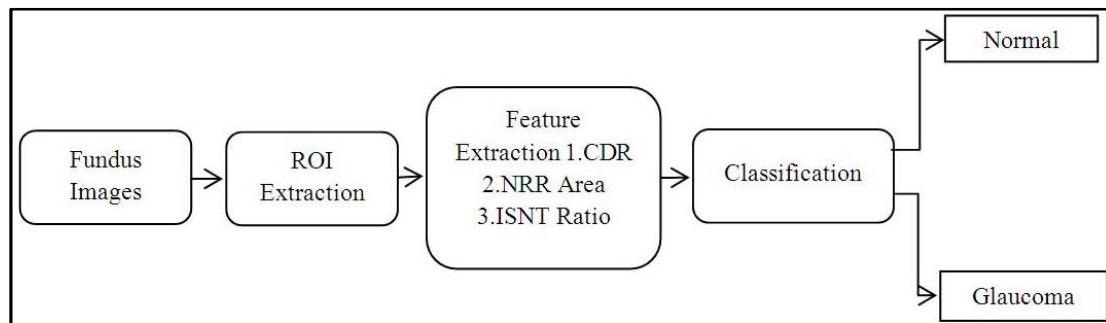 Fundus
Images
ROI
Extraction
Feature
Extraction 1.CDR
2.NRR Area
3.ISNT Ratio
Classification
Normal
Glaucoma